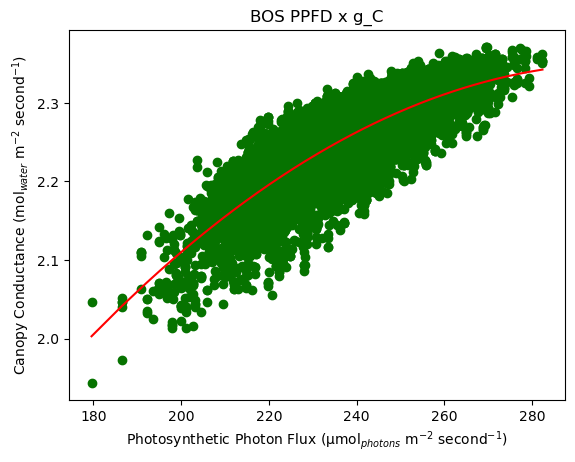 BOS PPFD x g_C
Canopy Conductance (mol_water m⁻² second⁻¹)
2.3
2.2
2.1
2.0
180 200 220 240 260 280
Photosynthetic Photon Flux (μmol_photons m⁻² second⁻¹)